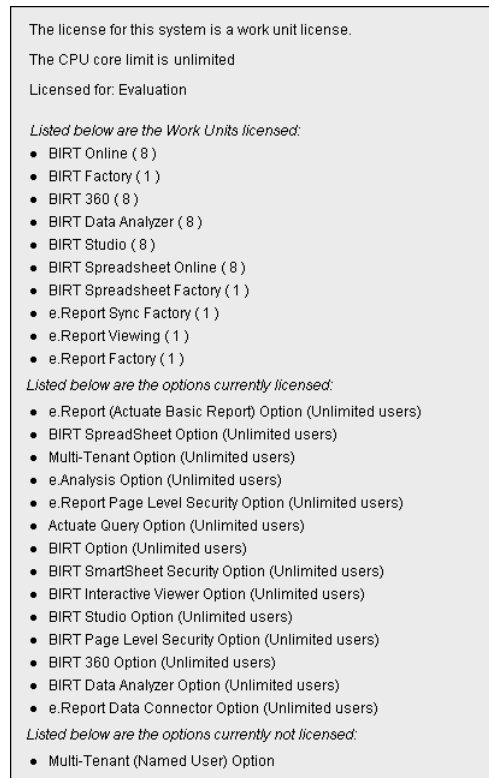 The license for this system is a work unit license.
The CPU core limit is unlimited
Licensed for: Evaluation
Listed below are the Work Units licensed:
• BIRT Online ( 8 )
• BIRT Factory ( 1 )
• BIRT 360 ( 8 )
• BIRT Data Analyzer ( 8 )
• BIRT Studio ( 8 )
• BIRT Spreadsheet Online ( 8 )
• BIRT Spreadsheet Factory ( 1 )
• e.Report Sync Factory ( 1 )
• e.Report Viewing ( 1 )
• e.Report Factory ( 1 )
Listed below are the options currently licensed:
• e.Report (Actuate Basic Report) Option (Unlimited users)
• BIRT SpreadSheet Option (Unlimited users)
• Multi-Tenant Option (Unlimited users)
• e.Analysis Option (Unlimited users)
• e.Report Page Level Security Option (Unlimited users)
• Actuate Query Option (Unlimited users)
• BIRT Option (Unlimited users)
• BIRT SmartSheet Security Option (Unlimited users)
• BIRT Interactive Viewer Option (Unlimited users)
• BIRT Studio Option (Unlimited users)
• BIRT Page Level Security Option (Unlimited users)
• BIRT 360 Option (Unlimited users)
• BIRT Data Analyzer Option (Unlimited users)
• e.Report Data Connector Option (Unlimited users)
Listed below are the options currently not licensed:
• Multi-Tenant (Named User) Option